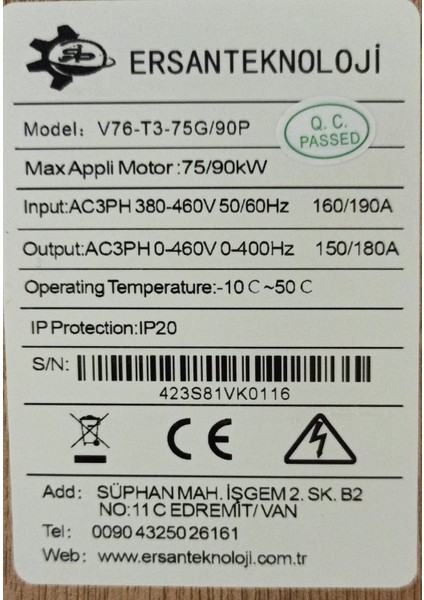 ERSANTEKNOLOJİ
Model: V76-T3-75G/90P
Q.C. PASSED
Max Appli Motor :75/90kW
Input:AC3PH 380-460V 50/60Hz 160/190A
Output:AC3PH 0-460V 0-400Hz 150/180A
Operating Temperature:-10℃~50℃
IP Protection:IP20
S/N:
423S81VK0116
CE
Add: SÜPHAN MAH. İŞGEM 2. SK. B2
NO:11 C EDREMİT/VAN
Tel: 0090 43250 26161
Web: www.ersanteknoloji.com.tr